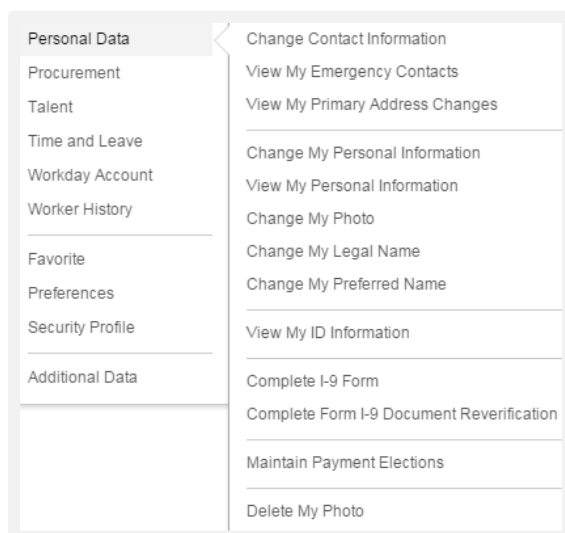 Personal Data
Procurement
Talent
Time and Leave
Workday Account
Worker History
Favorite
Preferences
Security Profile
Additional Data
Change Contact Information
View My Emergency Contacts
View My Primary Address Changes
Change My Personal Information
View My Personal Information
Change My Photo
Change My Legal Name
Change My Preferred Name
View My ID Information
Complete I-9 Form
Complete Form I-9 Document Reverification
Maintain Payment Elections
Delete My Photo